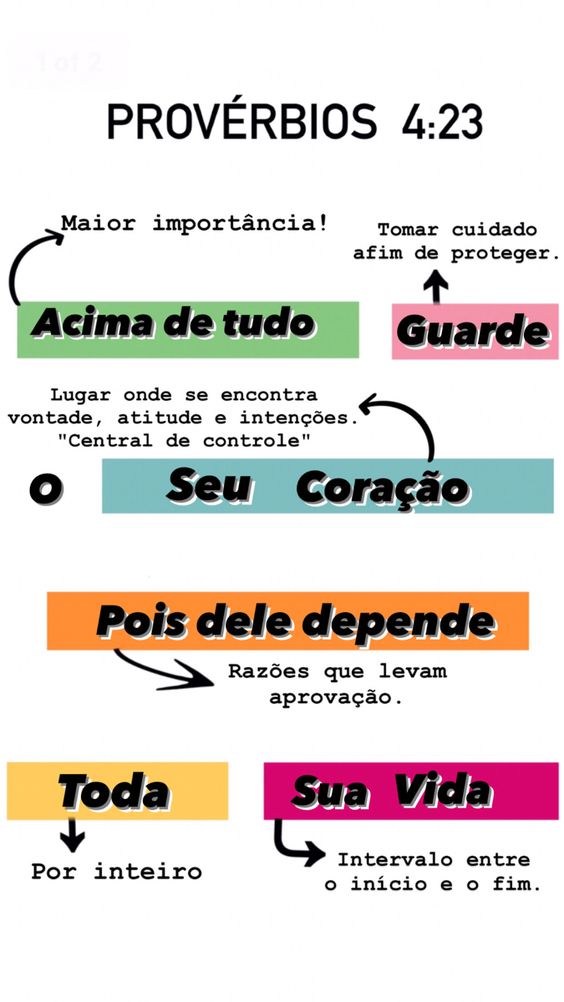 1 of 2
PROVÉRBIOS 4:23
Maior importância!
Tomar cuidado
afim de proteger.
Acima de tudo
Guarde
Lugar onde se encontra
vontade, atitude e intenções.
"Central de controle"
o Seu Coração
Pois dele depende
Razões que levam
aprovação.
Toda
Sua Vida
Por inteiro
Intervalo entre
o início e o fim.